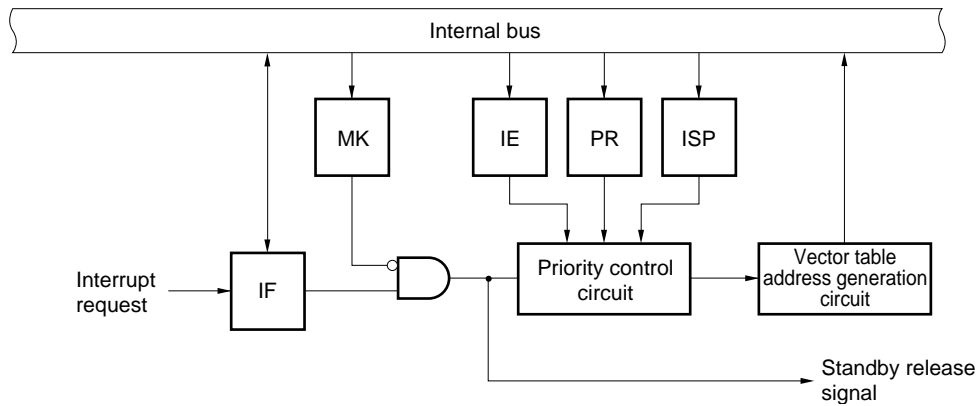 Internal bus
MK
IE
PR
ISP
Interrupt
request
IF
Priority control
circuit
Vector table
address generation
circuit
Standby release
signal